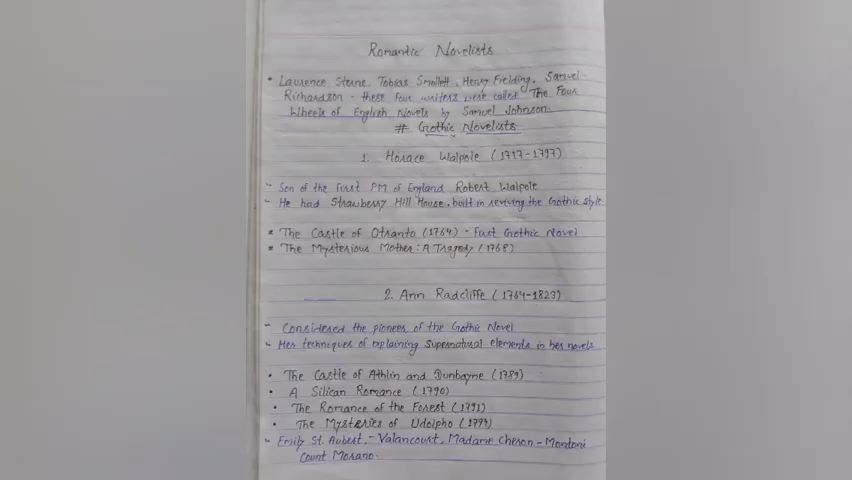 Romantic Novelists
• Laurence Sterne, Tobias Smollett, Henry Fielding, Samuel
Richardson - these four writers were called The Four
Wheels of English Novels by Samuel Johnson.
# Gothic Novelists
1. Horace Walpole (1717-1797)
- Son of the first PM of England Robert Walpole
- He had Strawberry Hill House, built in reviving the Gothic style
* The Castle of Otranto (1764) - First Gothic Novel
* The Mysterious Mother: A Tragedy (1768)
2. Ann Radcliffe (1764-1823)
- Considered the pioneer of the Gothic Novel
- Her techniques of explaining supernatural elements in her novels
• The Castle of Athlin and Dunbayne (1789)
• A Silican Romance (1790)
• The Romance of the Forest (1791)
• The Mysteries of Udolpho (1794)
- Emily St. Aubert, - Valancourt, Madame Cheron - Montoni
Count Morano.